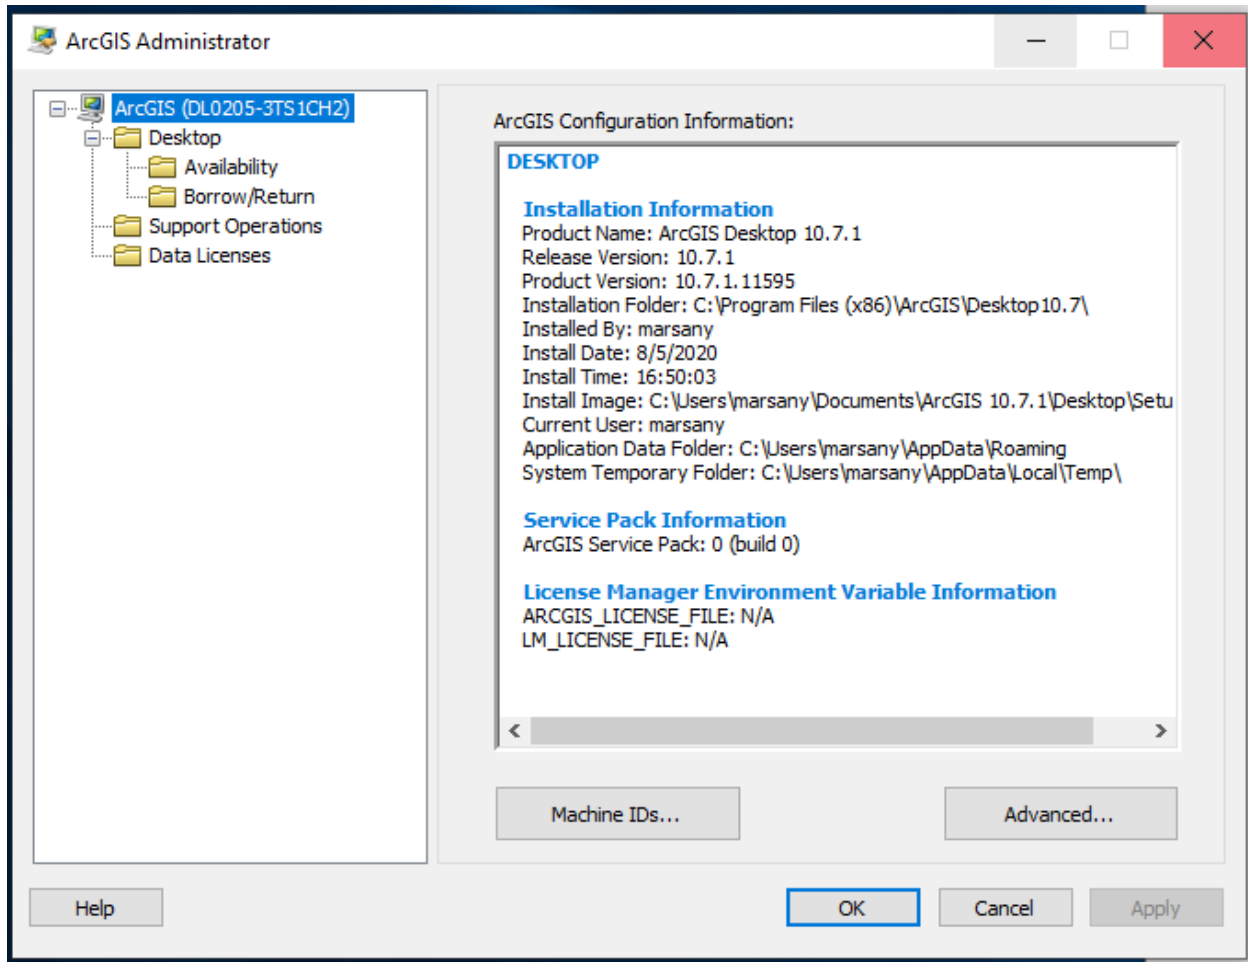 ArcGIS Administrator
ArcGIS (DL0205-3TS1CH2)
Desktop
Availability
Borrow/Return
Support Operations
Data Licenses
ArcGIS Configuration Information:
DESKTOP
Installation Information
Product Name: ArcGIS Desktop 10.7.1
Release Version: 10.7.1
Product Version: 10.7.1.11595
Installation Folder: C:\Program Files (x86)\ArcGIS\Desktop10.7\
Installed By: marsany
Install Date: 8/5/2020
Install Time: 16:50:03
Install Image: C:\Users\marsany\Documents\ArcGIS 10.7.1\Desktop\Setu
Current User: marsany
Application Data Folder: C:\Users\marsany\AppData\Roaming
System Temporary Folder: C:\Users\marsany\AppData\Local\Temp\
Service Pack Information
ArcGIS Service Pack: 0 (build 0)
License Manager Environment Variable Information
ARCGIS_LICENSE_FILE: N/A
LM_LICENSE_FILE: N/A
Machine IDs...
Advanced...
Help
OK
Cancel
Apply